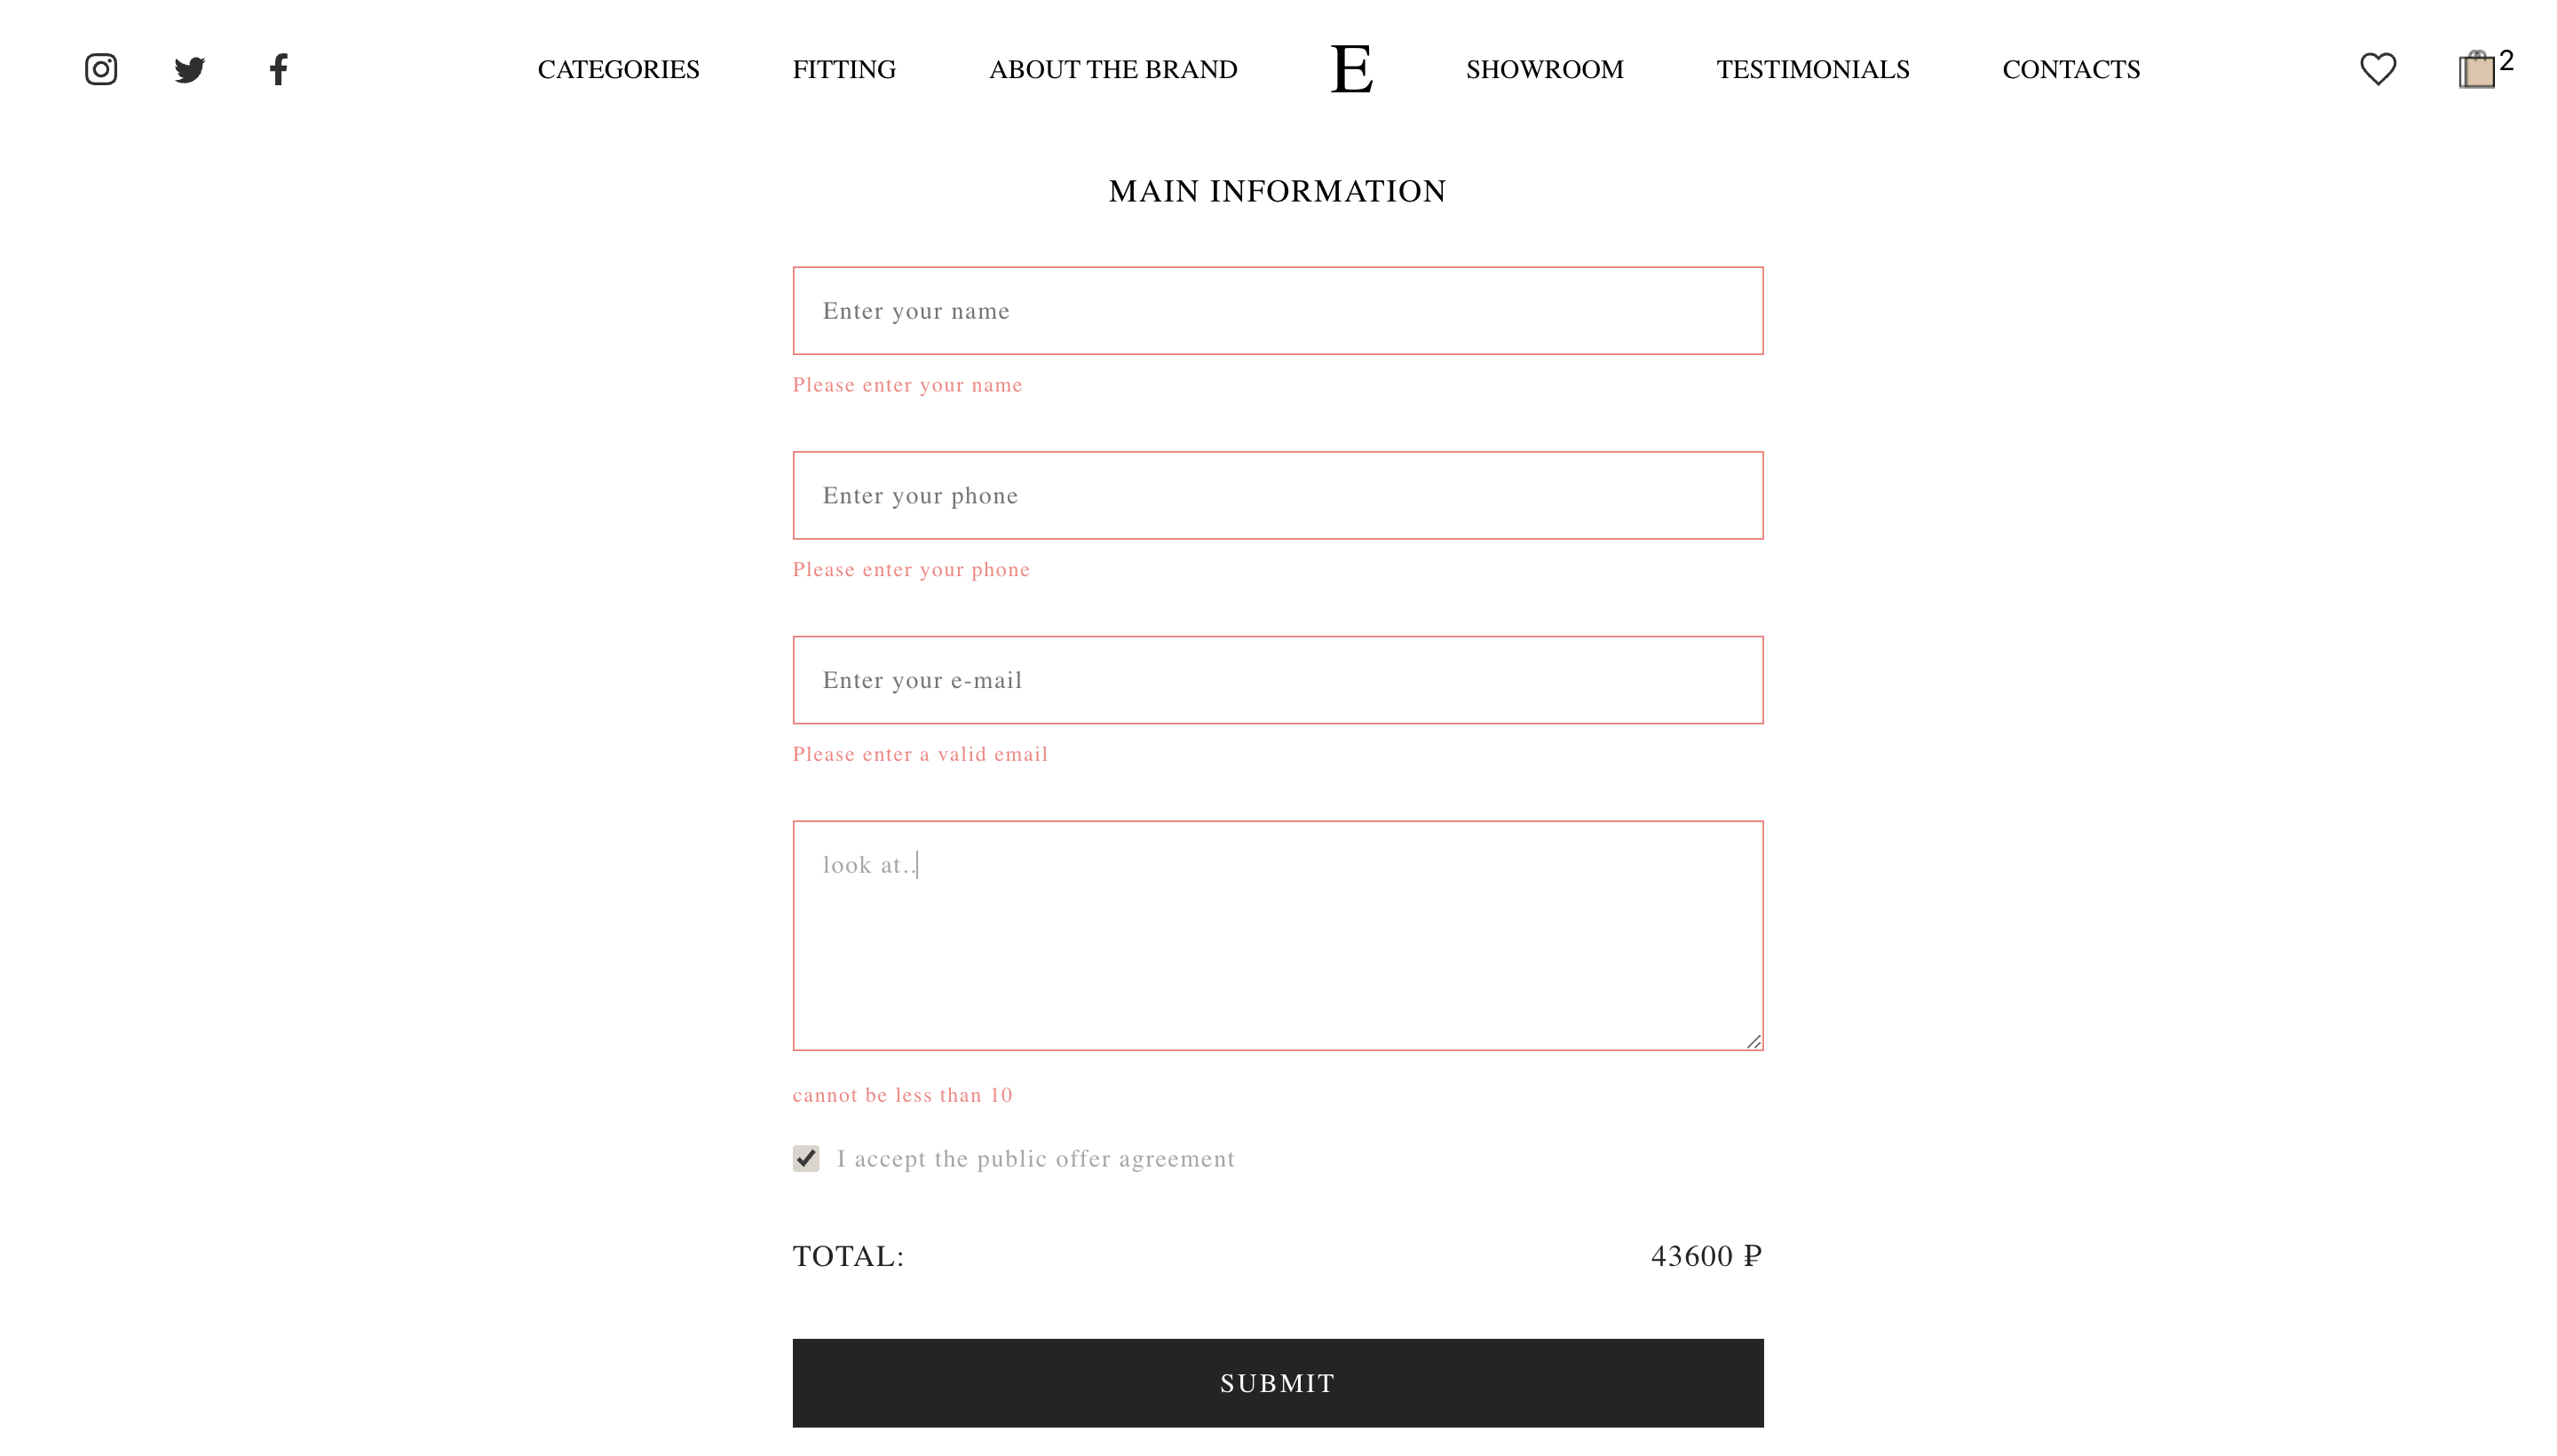 CATEGORIES FITTING ABOUT THE BRAND E SHOWROOM TESTIMONIALS CONTACTS 2
MAIN INFORMATION
Enter your name
Please enter your name
Enter your phone
Please enter your phone
Enter your e-mail
Please enter a valid email
look at..
cannot be less than 10
I accept the public offer agreement
TOTAL: 43600 ₽
SUBMIT